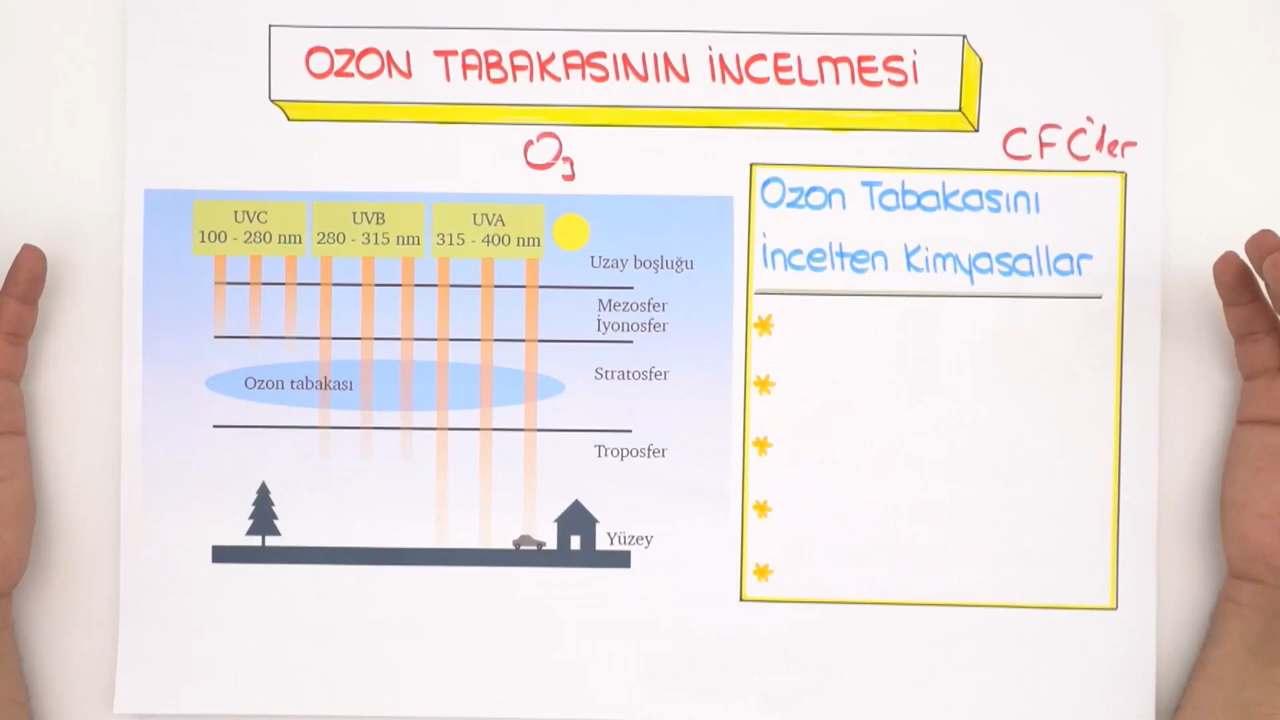 OZON TABAKASININ İNCELMESİ
O3
CFC'ler
UVC
100 - 280 nm
UVB
280 - 315 nm
UVA
315 - 400 nm
Uzay boşluğu
Mezosfer
İyonosfer
Ozon tabakası
Stratosfer
Troposfer
Yüzey
Ozon Tabakasını
İncelten Kimyasallar